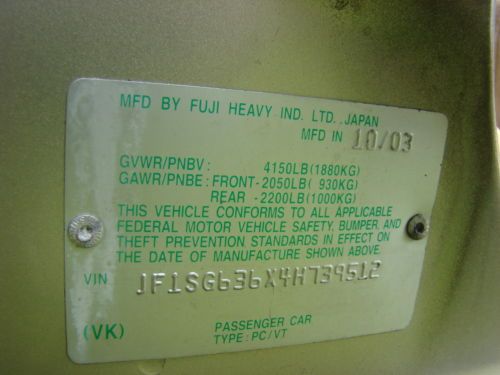 MFD BY FUJI HEAVY IND. LTD., JAPAN
MFD IN 10/03
GVWR/PNBV: 4150LB(1880KG)
GAWR/PNBE: FRONT-2050LB( 930KG)
REAR -2200LB(1000KG)
THIS VEHICLE CONFORMS TO ALL APPLICABLE
FEDERAL MOTOR VEHICLE SAFETY, BUMPER, AND
THEFT PREVENTION STANDARDS IN EFFECT ON
THE DATE OF MANUFACTURE SHOWN ABOVE.
VIN JF1SG636X4H739512
(VK) PASSENGER CAR
TYPE: PC/VT